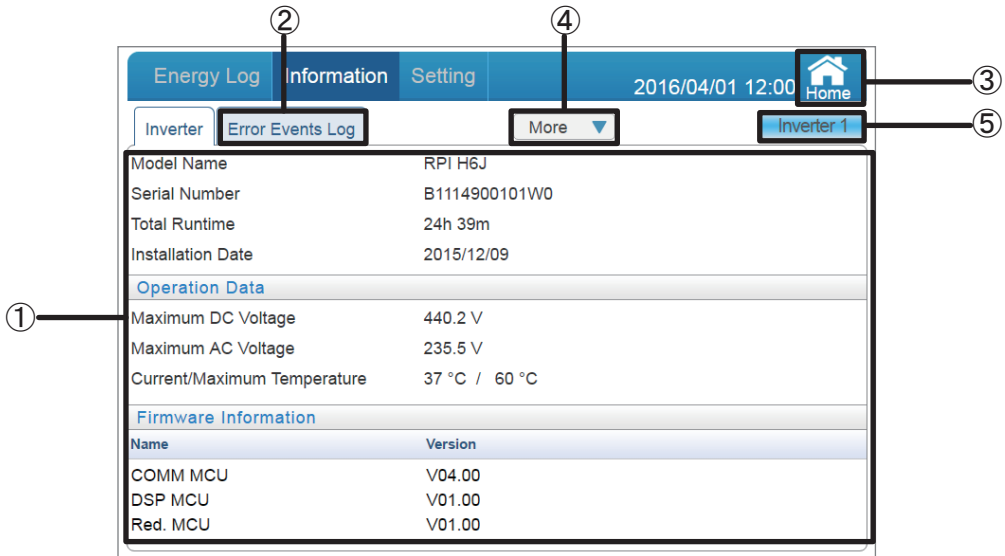 ② ④
Energy Log Information Setting 2016/04/01 12:00 Home ③
Inverter Error Events Log More ▼ Inverter 1 ⑤
Model Name RPI H6J
Serial Number B1114900101W0
Total Runtime 24h 39m
Installation Date 2015/12/09
Operation Data
① Maximum DC Voltage 440.2 V
Maximum AC Voltage 235.5 V
Current/Maximum Temperature 37 °C / 60 °C
Firmware Information
Name Version
COMM MCU V04.00
DSP MCU V01.00
Red. MCU V01.00